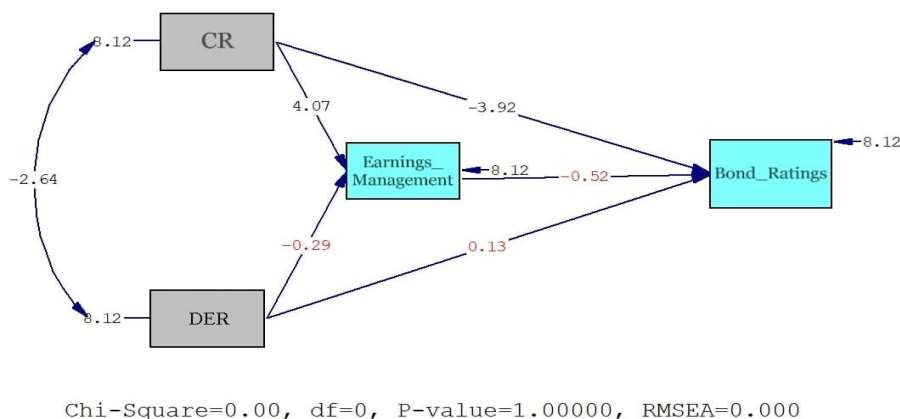 8.12
CR
4.07
-3.92
-2.64
Earnings_
Management
8.12
-0.52
Bond_Ratings
8.12
-0.29
0.13
8.12
DER
Chi-Square=0.00, df=0, P-value=1.00000, RMSEA=0.000